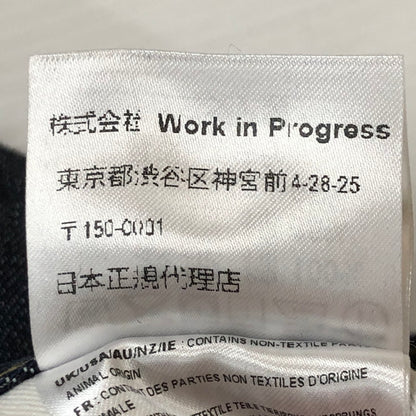 株式会社 Work in Progress
東京都渋谷区神宮前4-28-25
〒150-0001
日本正規代理店
UK/USA/AU/NZ/IE : CONTAINS NON-TEXTILE PARTS
ANIMAL ORIGIN
FR : CONTIENT DES PARTIES NON TEXTILES D'ORIGINE